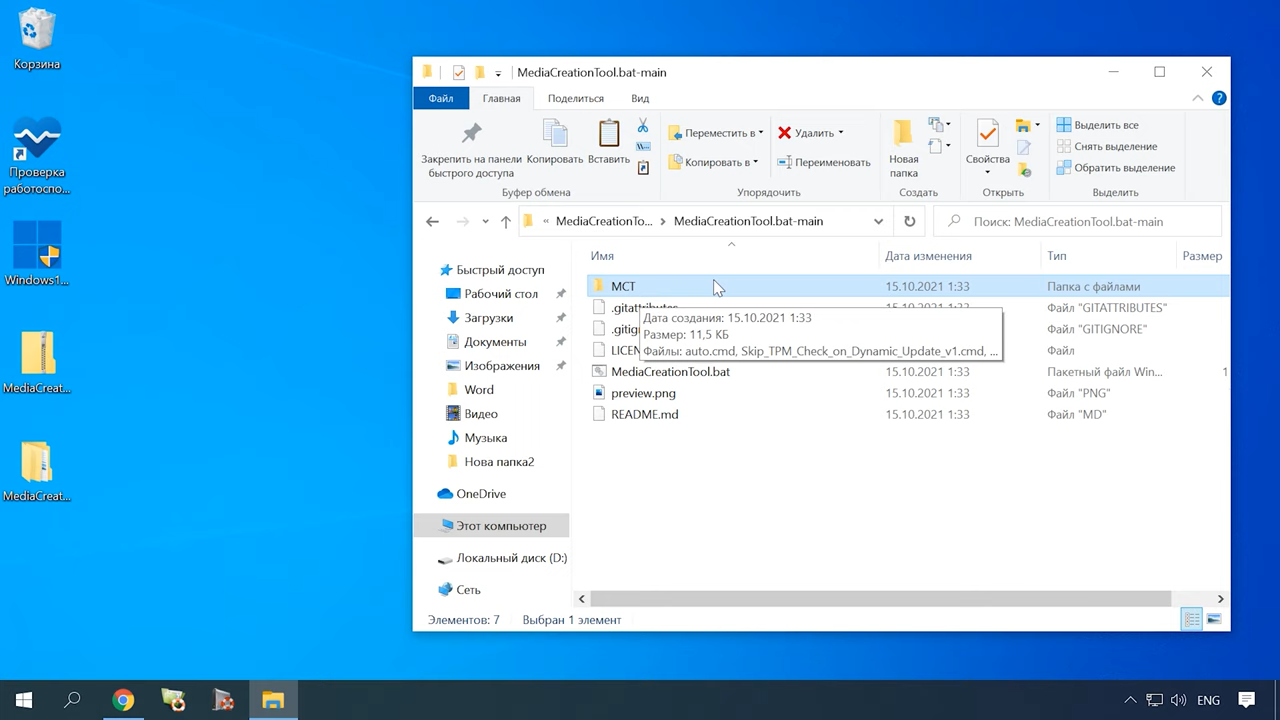 Корзина
Проверка
работоспо...
Windows1...
MediaCreat...
MediaCreat...
MediaCreationTool.bat-main
Файл
Главная
Поделиться
Вид
Закрепить на панели
быстрого доступа
Копировать
Вставить
Буфер обмена
Переместить в
Копировать в
Удалить
Переименовать
Упорядочить
Новая
папка
Создать
Свойства
Открыть
Выделить все
Снять выделение
Обратить выделение
Выделить
« MediaCreationTo... > MediaCreationTool.bat-main
Поиск: MediaCreationTool.bat-main
Быстрый доступ
Рабочий стол
Загрузки
Документы
Изображения
Word
Видео
Музыка
Нова папка2
OneDrive
Этот компьютер
Локальный диск (D:)
Сеть
Имя Дата изменения Тип Размер
MCT 15.10.2021 1:33 Папка с файлами
.gitattributes 15.10.2021 1:33 Файл "GITATTRIBUTES"
.gitig Файл "GITIGNORE"
LICEN Файл
Дата создания: 15.10.2021 1:33
Размер: 11,5 КБ
Файлы: auto.cmd, Skip_TPM_Check_on_Dynamic_Update_v1.cmd, ...
MediaCreationTool.bat 15.10.2021 1:33 Пакетный файл Win... 1
preview.png 15.10.2021 1:33 Файл "PNG"
README.md 15.10.2021 1:33 Файл "MD"
Элементов: 7 Выбран 1 элемент
ENG